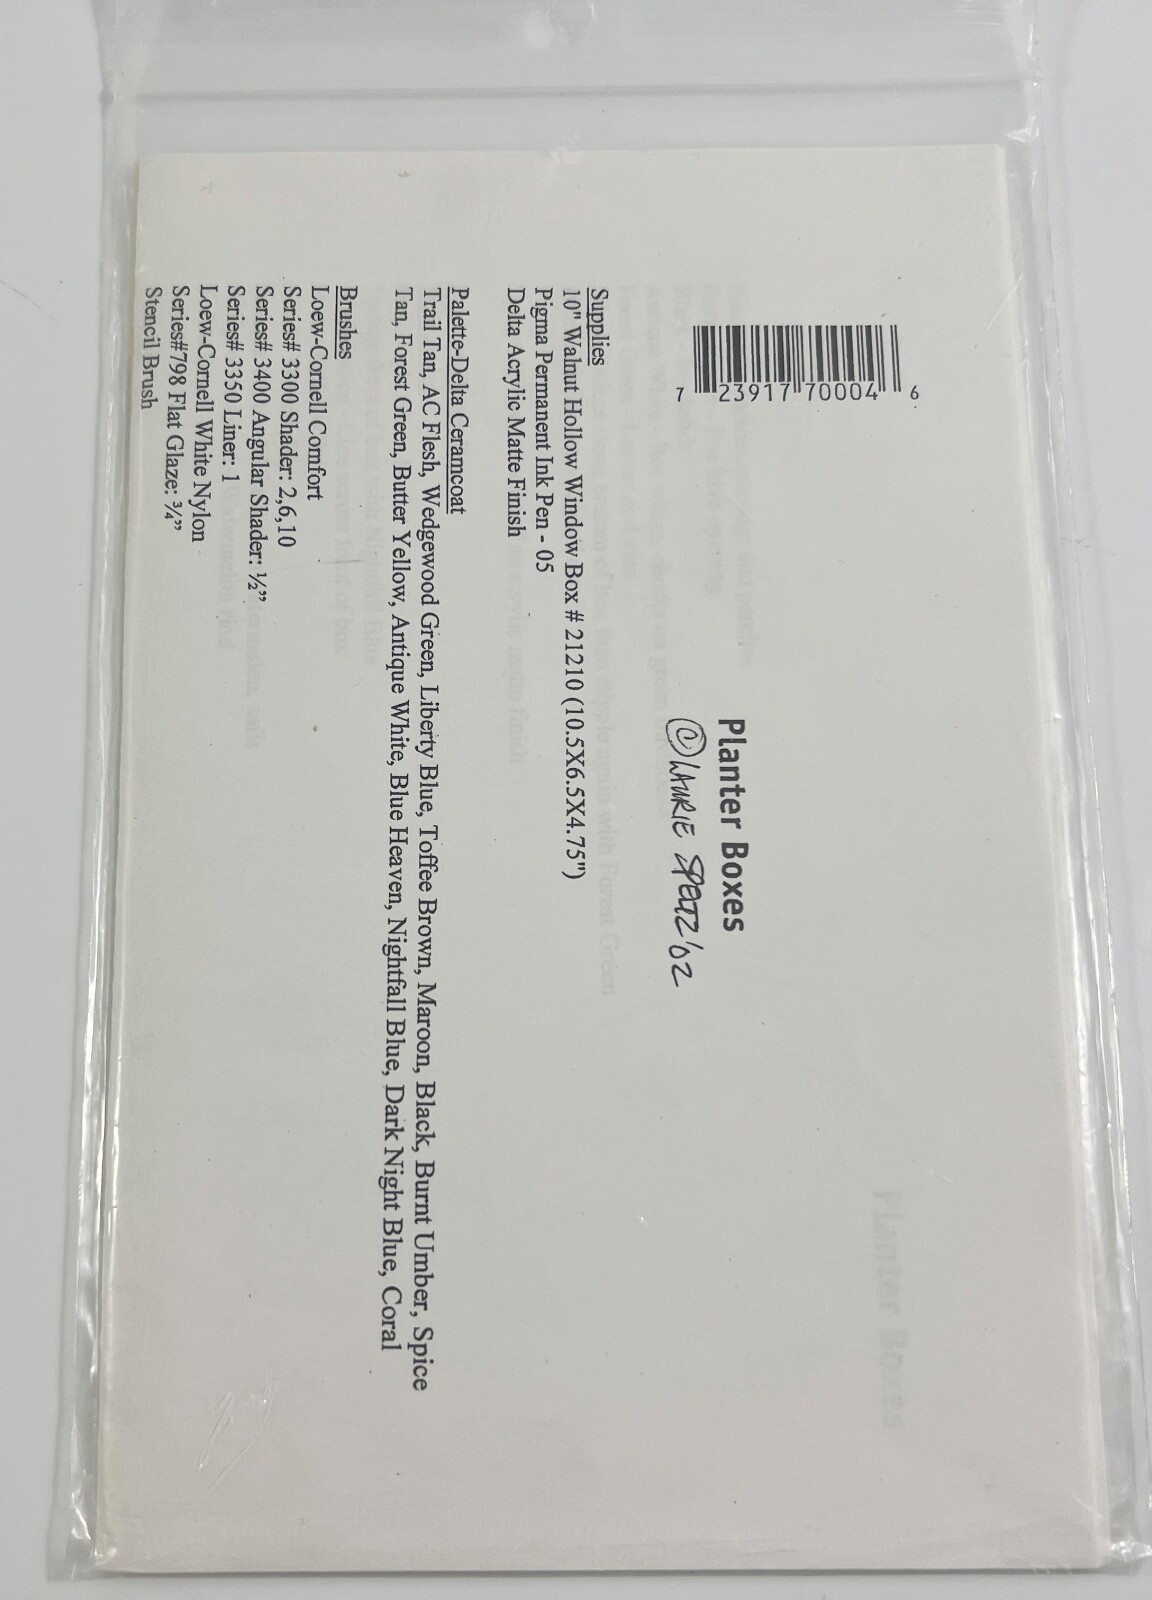 7 23917 70004 6
Planter Boxes
© LAURIE SPELTZ '02
Supplies
10" Walnut Hollow Window Box # 21210 (10.5X6.5X4.75")
Pigma Permanent Ink Pen - 05
Delta Acrylic Matte Finish
Palette-Delta Ceramcoat
Trail Tan, AC Flesh, Wedgewood Green, Liberty Blue, Toffee Brown, Maroon, Black, Burnt Umber, Spice
Tan, Forest Green, Butter Yellow, Antique White, Blue Heaven, Nightfall Blue, Dark Night Blue, Coral
Brushes
Loew-Cornell Comfort
Series# 3300 Shader: 2,6,10
Series# 3400 Angular Shader: ½”
Series# 3350 Liner: 1
Loew-Cornell White Nylon
Series#798 Flat Glaze: ¾”
Stencil Brush
Planter Boxes